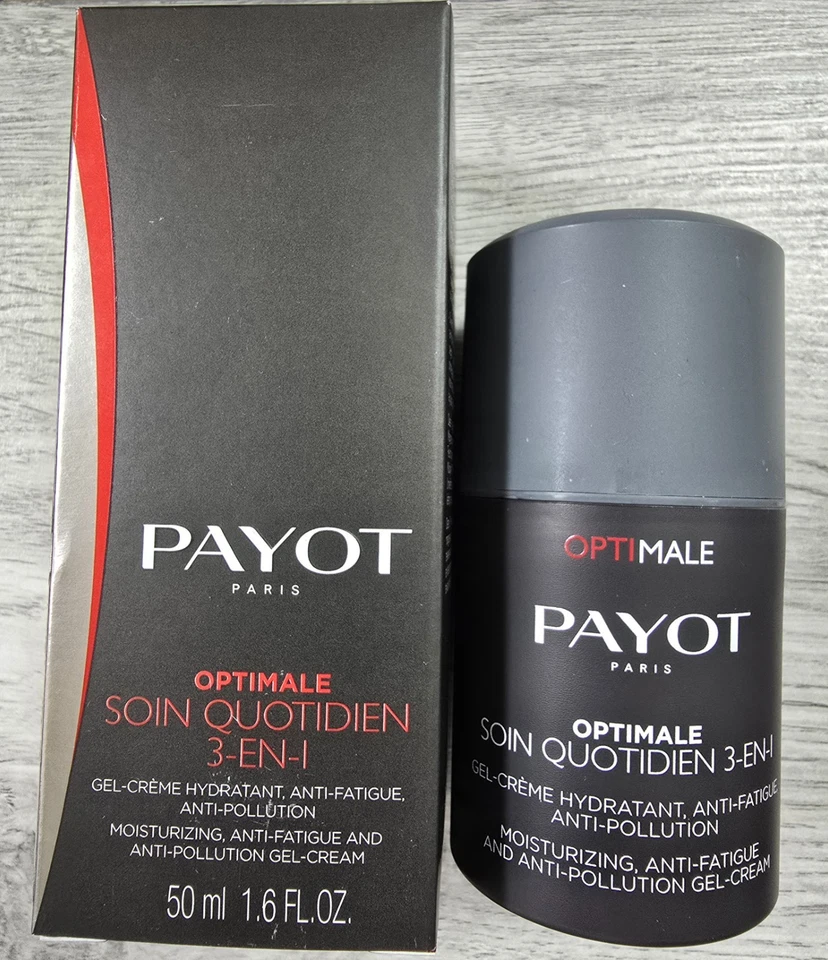 PAYOT
PARIS
OPTIMALE
SOIN QUOTIDIEN
3-EN-1
GEL-CRÈME HYDRATANT, ANTI-FATIGUE,
ANTI-POLLUTION
MOISTURIZING, ANTI-FATIGUE AND
ANTI-POLLUTION GEL-CREAM
50 ml 1.6 FL.OZ.
OPTIMALE
PAYOT
PARIS
OPTIMALE
SOIN QUOTIDIEN 3-EN-1
GEL-CRÈME HYDRATANT, ANTI-FATIGUE
ANTI-POLLUTION
MOISTURIZING, ANTI-FATIGUE
AND ANTI-POLLUTION GEL-CREAM